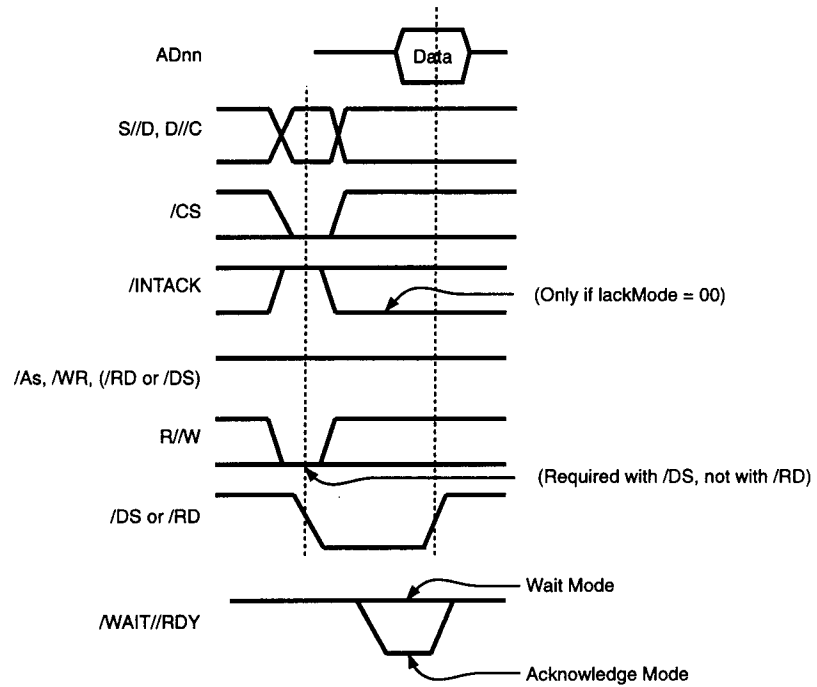 ADnn
Data
S//D, D//C
/CS
/INTACK
(Only if IackMode = 00)
/As, /WR, (/RD or /DS)
R//W
(Required with /DS, not with /RD)
/DS or /RD
Wait Mode
/WAIT//RDY
Acknowledge Mode